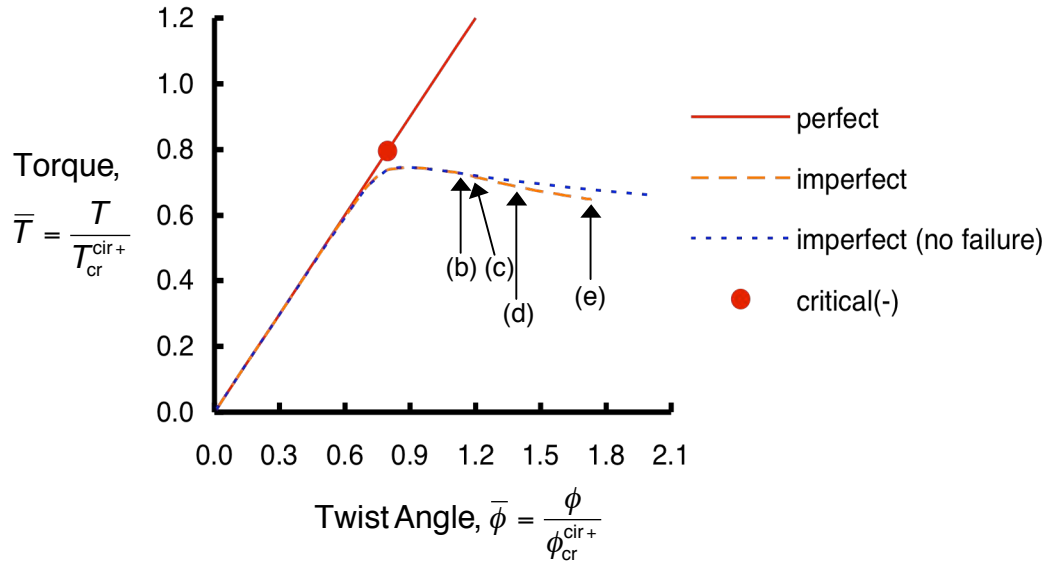 1.2
1.0
0.8
0.6
0.4
0.2
0.0
0.0 0.3 0.6 0.9 1.2 1.5 1.8 2.1
Torque,
T̅ = T / T_cr^cir+
(b) (c)
(d)
(e)
perfect
imperfect
imperfect (no failure)
critical(-)
Twist Angle, ϕ̅ = ϕ / ϕ_cr^cir+